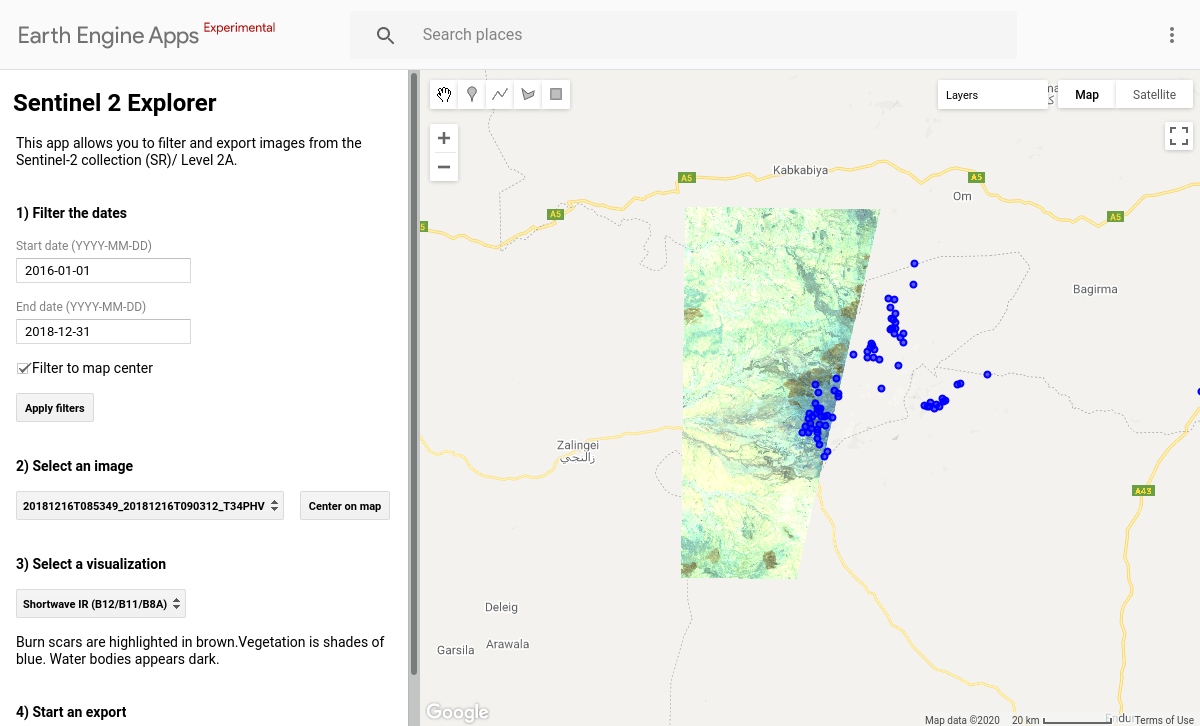 Earth Engine Apps Experimental
Search places
Sentinel 2 Explorer
This app allows you to filter and export images from the
Sentinel-2 collection (SR)/ Level 2A.
1) Filter the dates
Start date (YYYY-MM-DD)
2016-01-01
End date (YYYY-MM-DD)
2018-12-31
Filter to map center
Apply filters
2) Select an image
20181216T085349_20181216T090312_T34PHV
Center on map
3) Select a visualization
Shortwave IR (B12/B11/B8A)
Burn scars are highlighted in brown.Vegetation is shades of
blue. Water bodies appears dark.
4) Start an export
Layers
Map
Satellite
Kabkabiya
A5
A5
Om
A5
A5
5
Bagirma
Zalingei
زالنجي
A43
Deleig
Garsila
Arawala
Google
Map data ©2020
20 km
Terms of Use